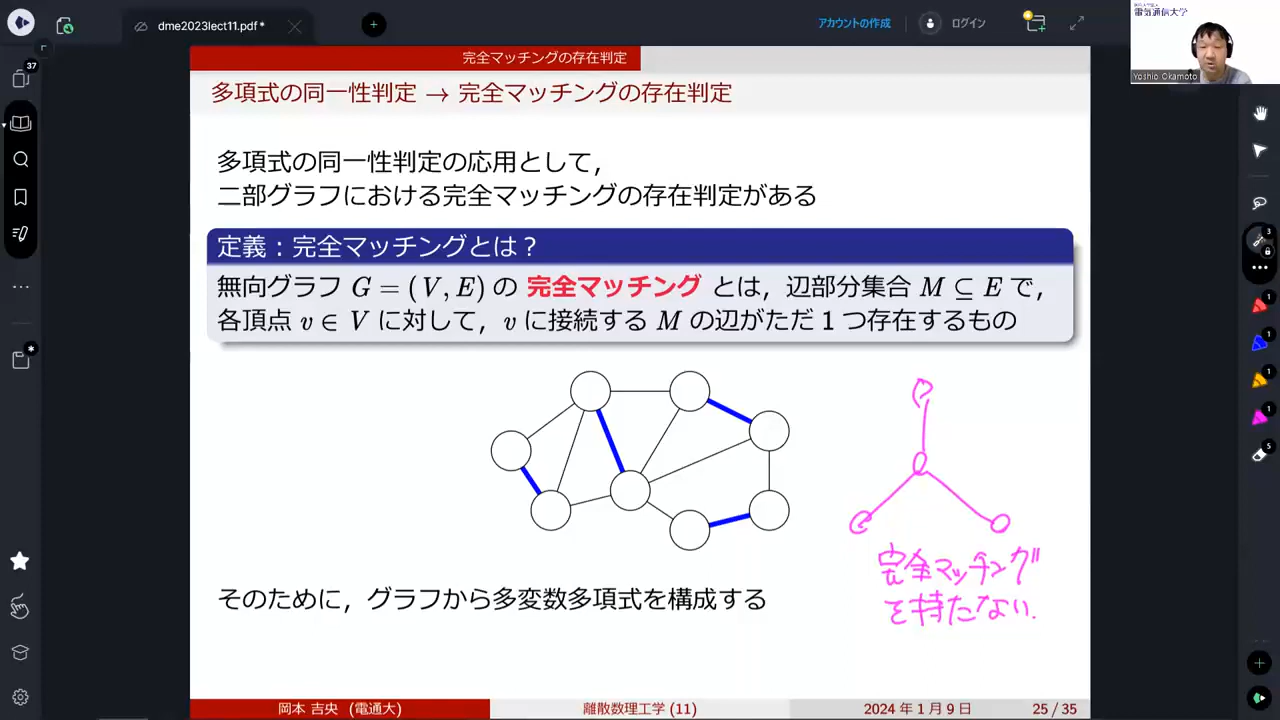 dme2023lect11.pdf *
アカウントの作成
ログイン
電気通信大学
Yoshio Okamoto
37
完全マッチングの存在判定
多項式の同一性判定 → 完全マッチングの存在判定
多項式の同一性判定の応用として，
二部グラフにおける完全マッチングの存在判定がある
定義：完全マッチングとは？
無向グラフ G = (V, E) の 完全マッチング とは，辺部分集合 M ⊆ E で，
各頂点 v ∈ V に対して，v に接続する M の辺がただ 1 つ存在するもの
完全マッチング
を持たない.
そのために，グラフから多変数多項式を構成する
岡本 吉央 (電通大)
離散数理工学 (11)
2024 年 1 月 9 日
25 / 35
3
1
1
1
1
5